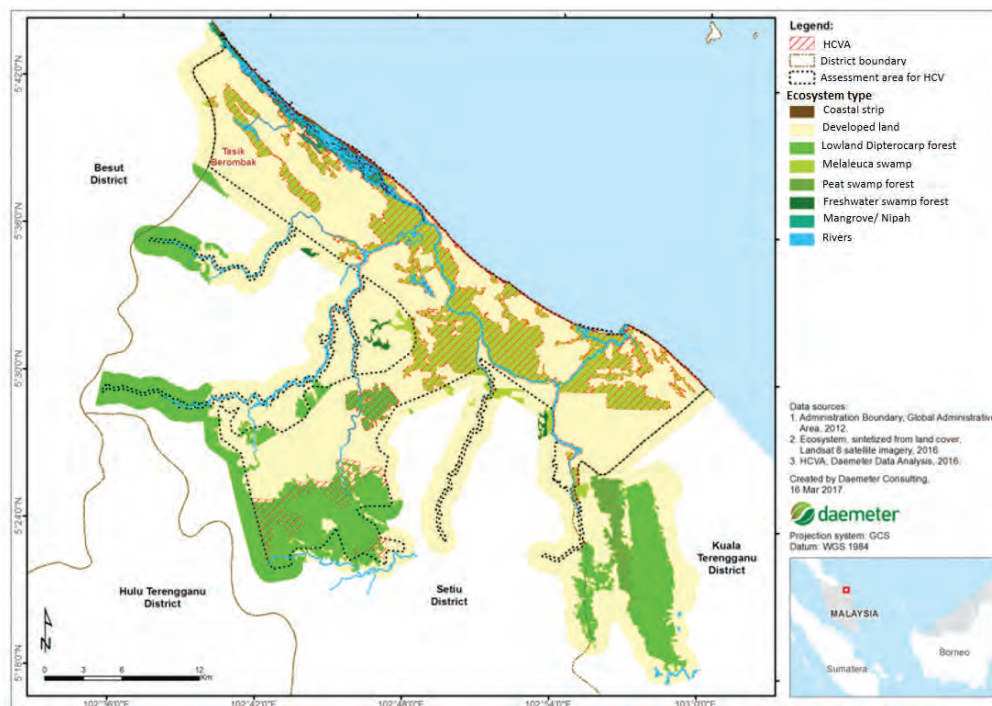 5°42'0"N
5°36'0"N
5°30'0"N
5°24'0"N
5°18'0"N
Besut
District
Tasik
Berombak
Hulu Terengganu
District
Setiu
District
Kuala
Terengganu
District
N
0 3 6 12
Km
102°36'0"E
102°42'0"E
102°48'0"E
102°54'0"E
103°0'0"E
Legend:
HCVA
District boundary
Assessment area for HCV
Ecosystem type
Coastal strip
Developed land
Lowland Dipterocarp forest
Melaleuca swamp
Peat swamp forest
Freshwater swamp forest
Mangrove/ Nipah
Rivers
Data sources:
1. Administration Boundary, Global Administrative
Area, 2012.
2. Ecosystem, sintetized from land cover,
Landsat 8 satellite imagery, 2016
3. HCVA, Daemeter Data Analysis, 2016.
Created by Daemeter Consulting,
16 Mar 2017.
daemeter
Projection system: GCS
Datum: WGS 1984
MALAYSIA
Borneo
Sumatera